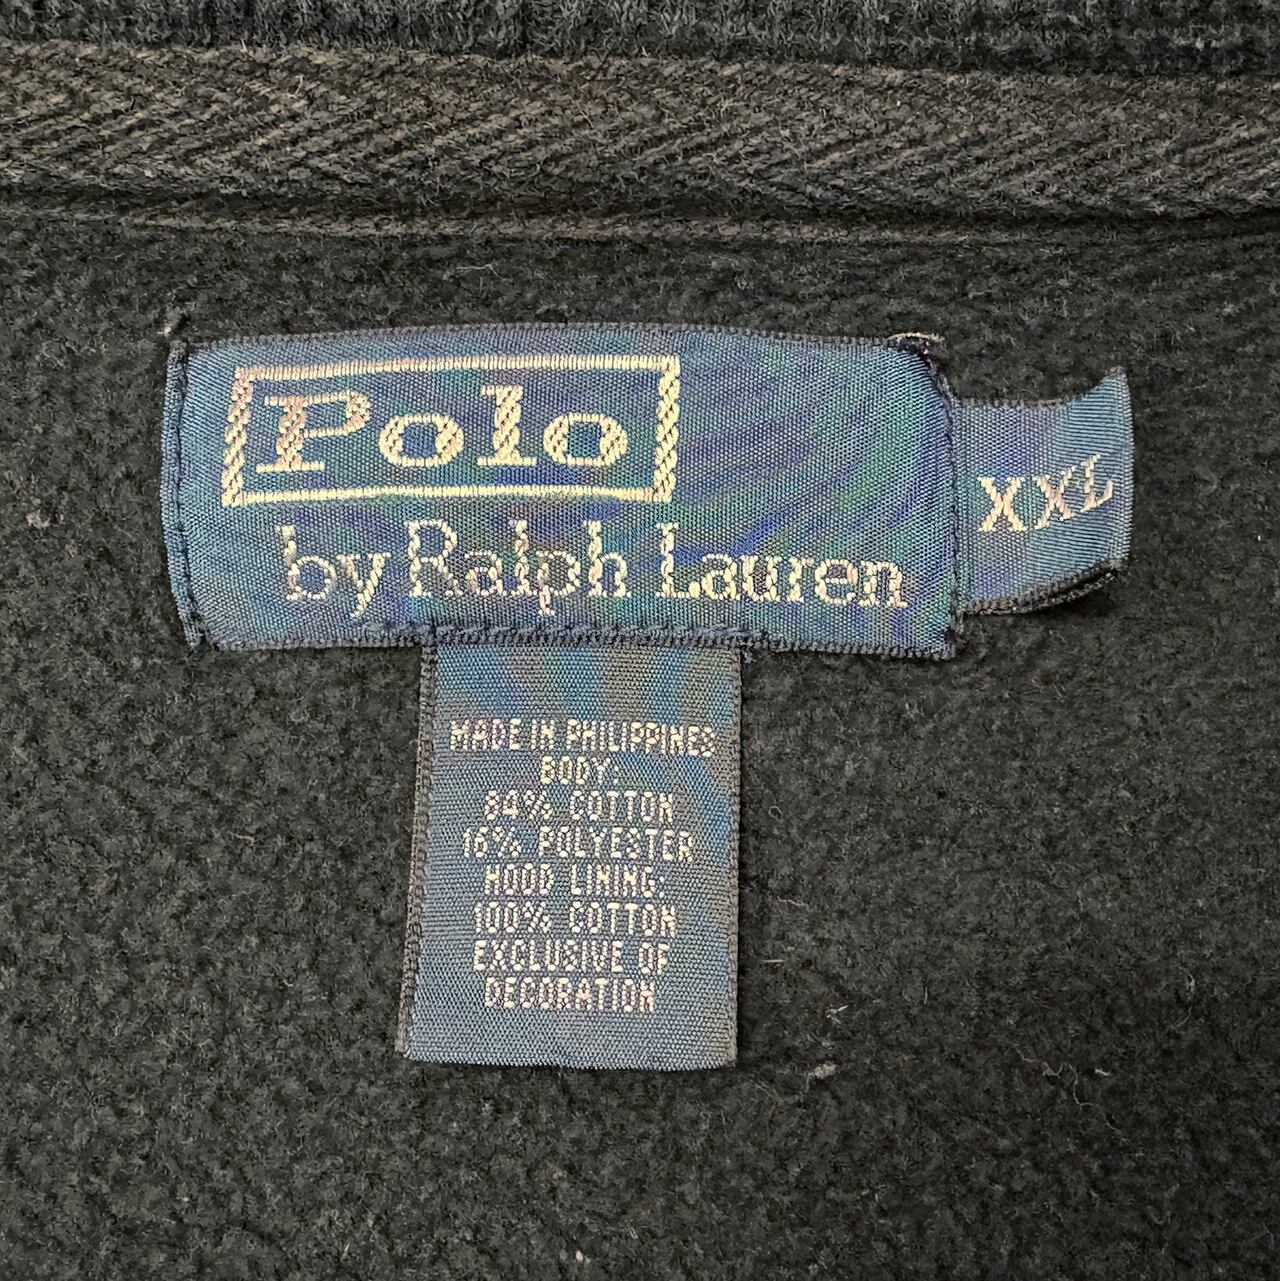 Polo
by Ralph Lauren
XXL
MADE IN PHILIPPINES
BODY:
84% COTTON
16% POLYESTER
HOOD LINING:
100% COTTON
EXCLUSIVE OF
DECORATION